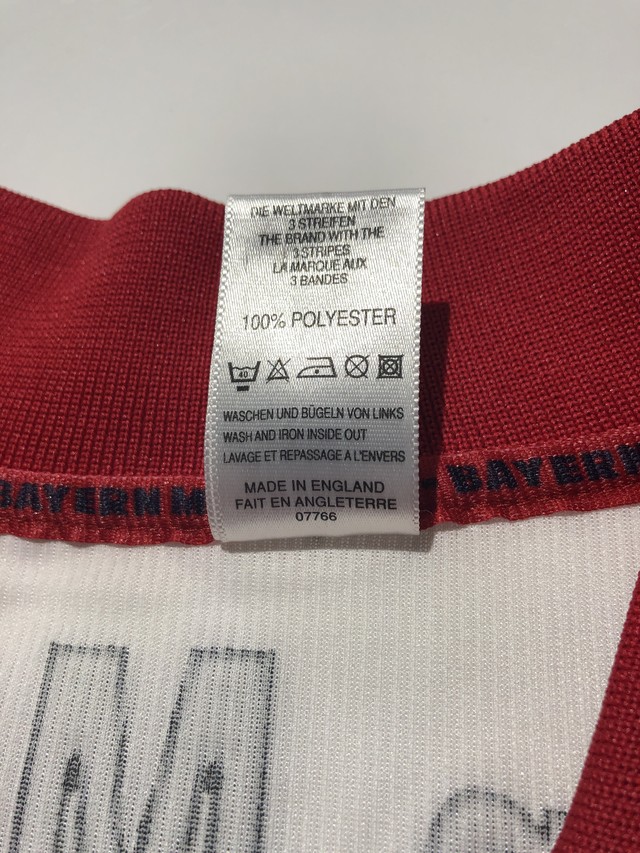 DIE WELTMARKE MIT DEN
3 STREIFEN
THE BRAND WITH THE
3 STRIPES
LA MARQUE AUX
3 BANDES
100% POLYESTER
40
WASCHEN UND BÜGELN VON LINKS
WASH AND IRON INSIDE OUT
LAVAGE ET REPASSAGE A L'ENVERS
MADE IN ENGLAND
FAIT EN ANGLETERRE
07766
BAYERN M
BAYERN